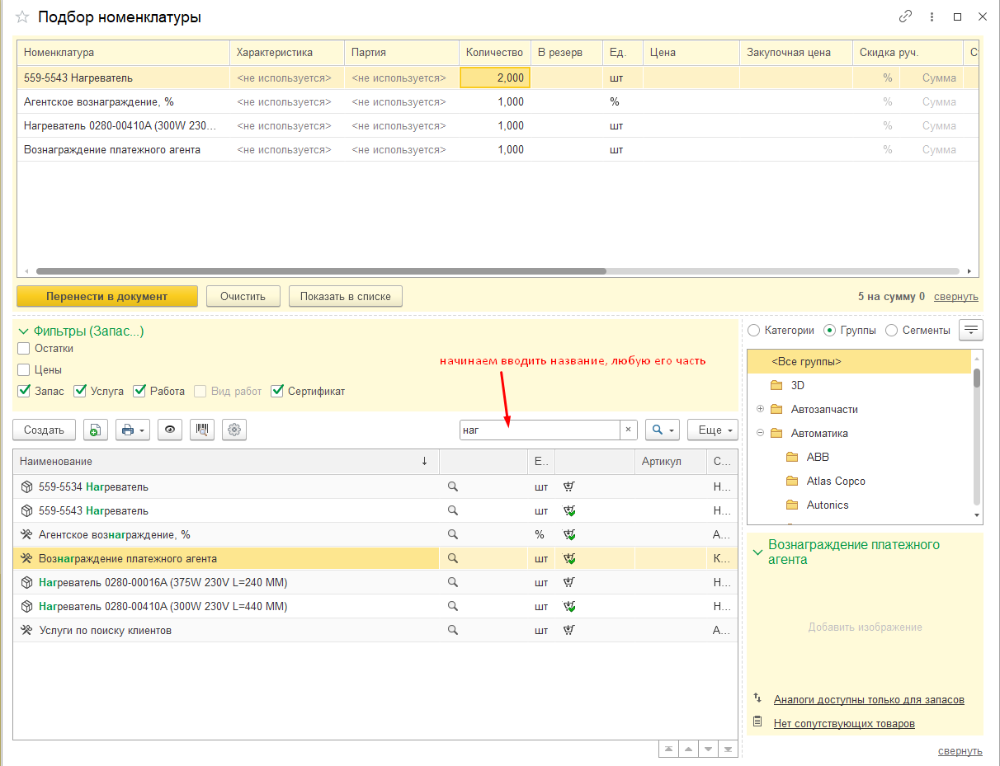 Подбор номенклатуры
Номенклатура Характеристика Партия Количество В резерв Ед. Цена Закупочная цена Скидка руч. С
559-5543 Нагреватель <не используется> <не используется> 2,000 шт % Сумма
Агентское вознаграждение, % <не используется> <не используется> 1,000 % % Сумма
Нагреватель 0280-00410A (300W 230... <не используется> <не используется> 1,000 шт % Сумма
Вознаграждение платежного агента <не используется> <не используется> 1,000 шт % Сумма
Перенести в документ Очистить Показать в списке 5 на сумму 0 свернуть
Фильтры (Запас...)
Остатки
Цены
Запас Услуга Работа Вид работ Сертификат
начинаем вводить название, любую его часть
Создать наг × Еще
Наименование ↓ Е.. Артикул С...
559-5534 Нагреватель шт Н...
559-5543 Нагреватель шт Н...
Агентское вознаграждение, % % А...
Вознаграждение платежного агента шт К...
Нагреватель 0280-00016A (375W 230V L=240 MM) шт Н...
Нагреватель 0280-00410A (300W 230V L=440 MM) шт Н...
Услуги по поиску клиентов шт А...
Категории Группы Сегменты
<Все группы>
3D
Автозапчасти
Автоматика
ABB
Atlas Copco
Autonics
Вознаграждение платежного
агента
Добавить изображение
Аналоги доступны только для запасов
Нет сопутствующих товаров
свернуть